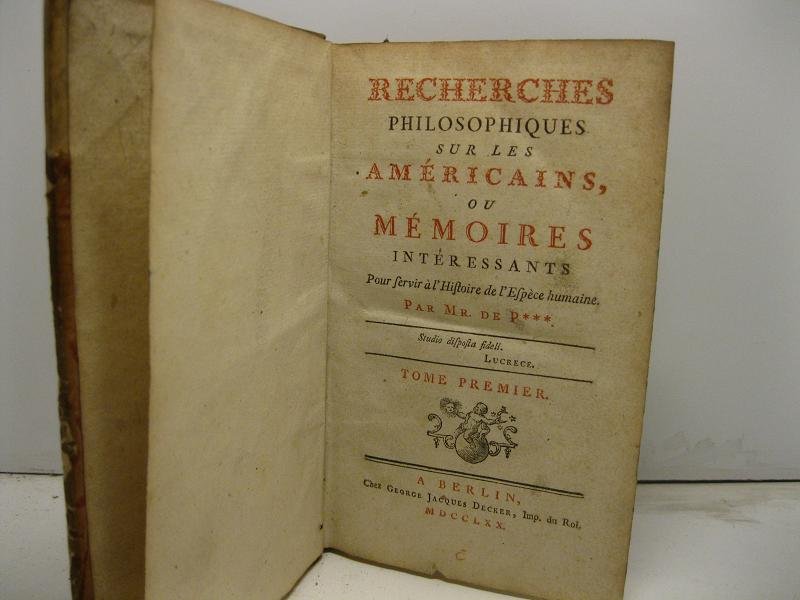 RECHERCHES
PHILOSOPHIQUES
SUR LES
AMÉRICAINS,
OU
MÉMOIRES
INTÉRESSANTS
Pour ſervir à l'Hiſtoire de l'Eſpèce humaine.
PAR MR. DE P***.
Studio diſpoſta fideli.
LUCRECE.
TOME PREMIER.
A BERLIN,
Chez GEORGE JACQUES DECKER, Imp. du Roi.
MDCCLXX.